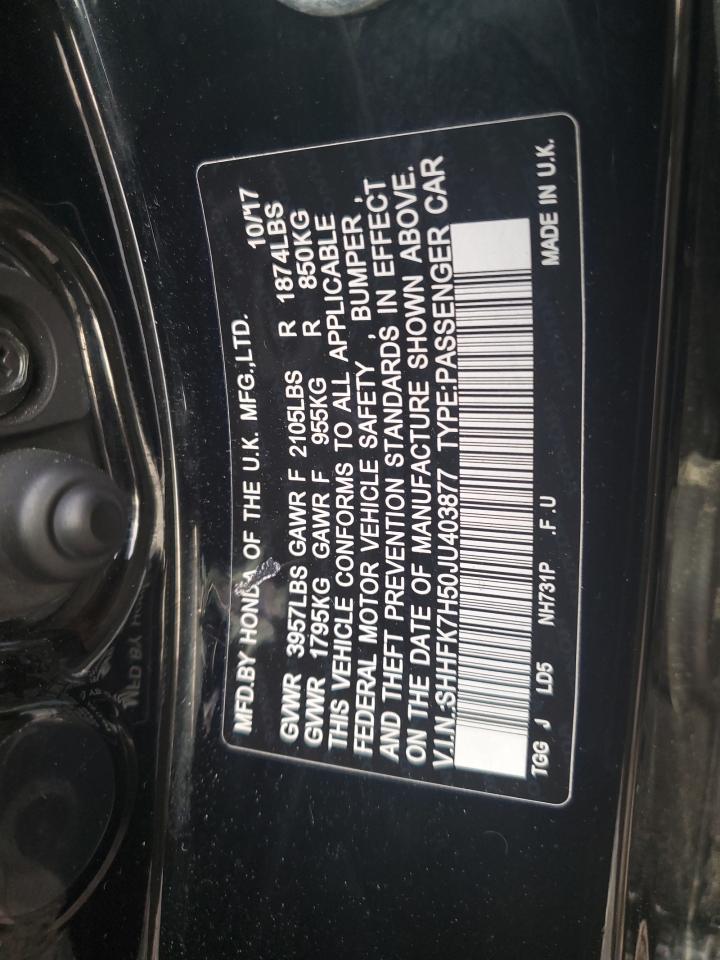 MFD.BY HONDA OF THE U.K. MFG.,LTD. 10/17
GVWR 3957LBS GAWR F 2105LBS R 1874LBS
GVWR 1795KG GAWR F 955KG R 850KG
THIS VEHICLE CONFORMS TO ALL APPLICABLE
FEDERAL MOTOR VEHICLE SAFETY , BUMPER ,
AND THEFT PREVENTION STANDARDS IN EFFECT
ON THE DATE OF MANUFACTURE SHOWN ABOVE.
V.I.N.:SHHFK7H50JU403877 TYPE:PASSENGER CAR
TGG J LD5 NH731P .F .U MADE IN U.K.